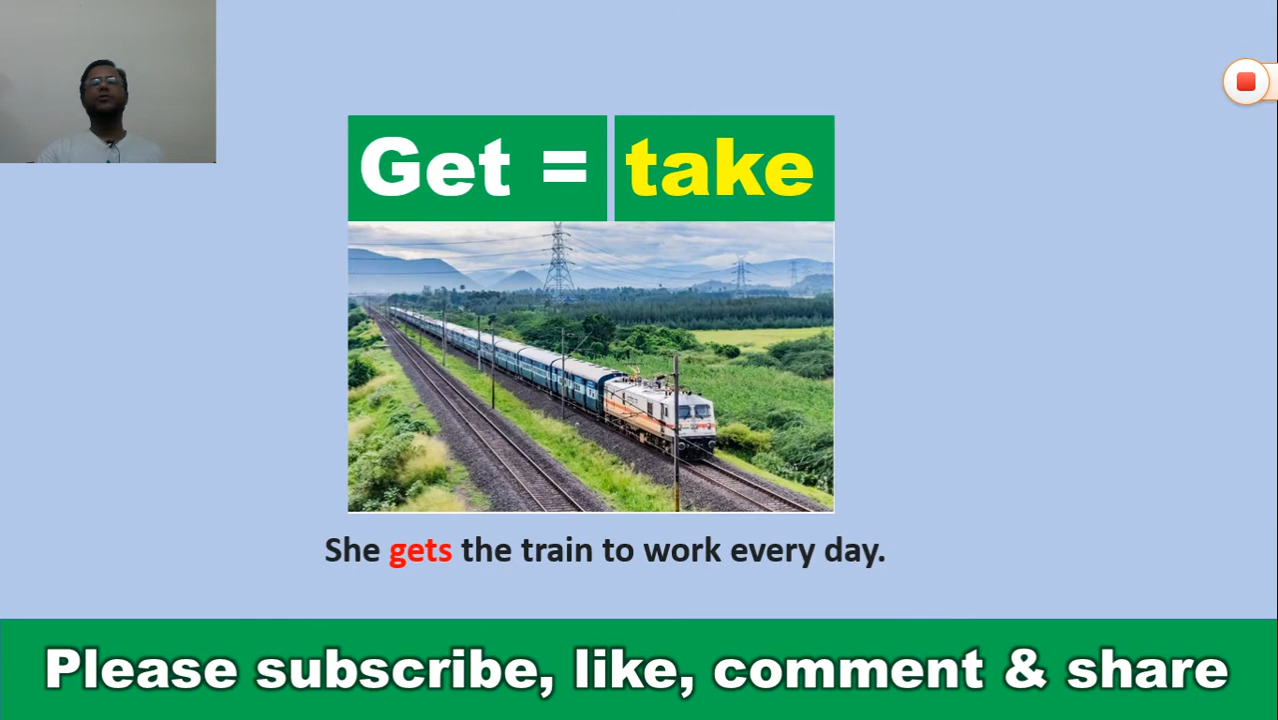 Get = take
She gets the train to work every day.
Please subscribe, like, comment & share